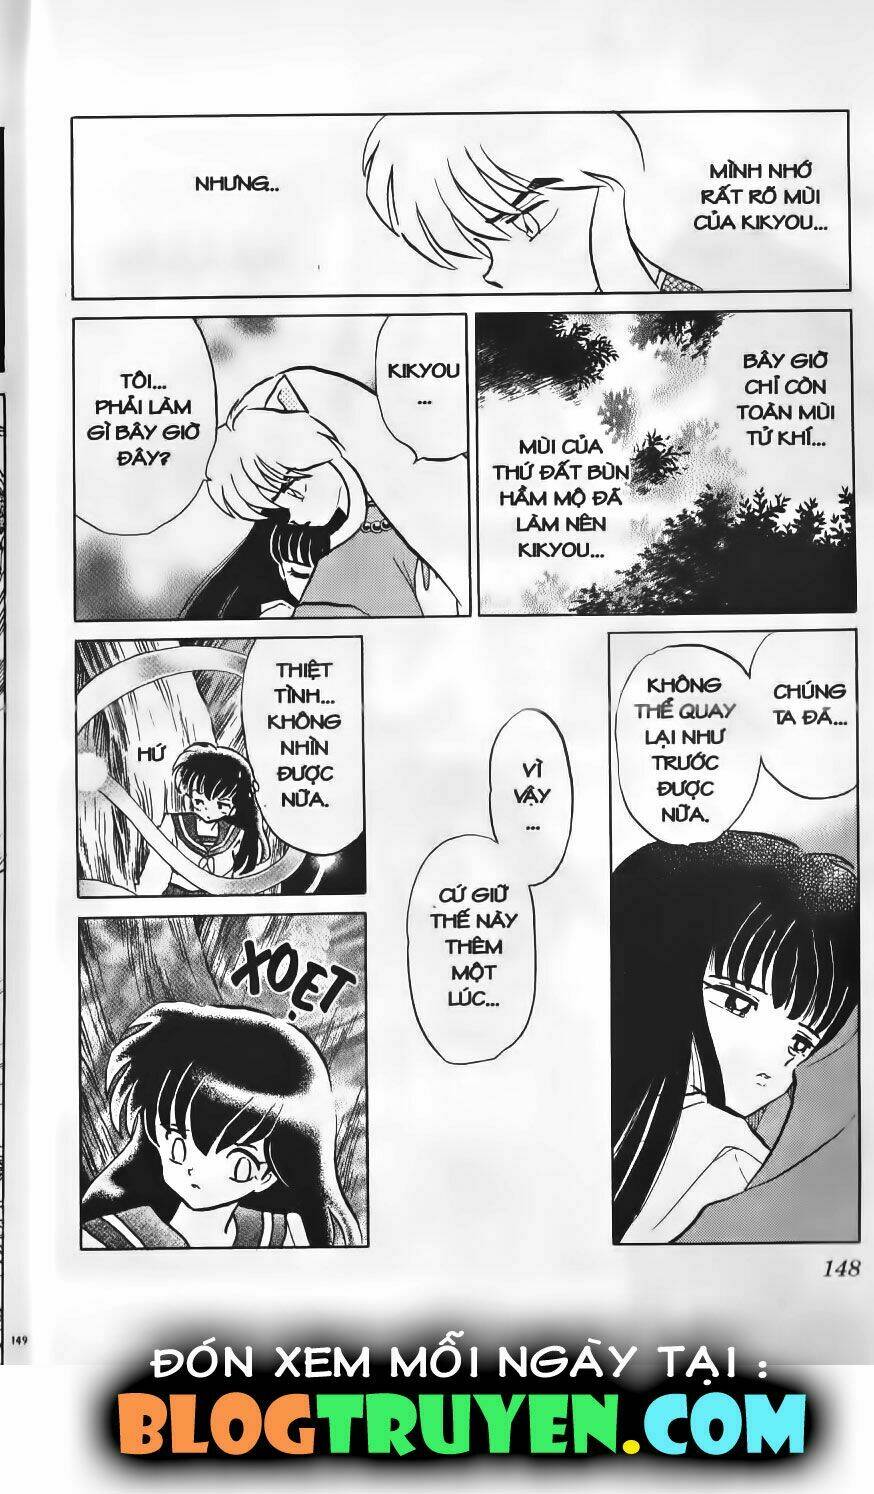 MÌNH NHỚ
RẤT RÕ MÙI
CỦA KIKYOU...
NHƯNG..
BÂY GIỜ
CHỈ CÒN
TOÀN MÙI
TỬ KHÍ...
MÙI CỦA
THỨ ĐẤT BÙN
HẦM MỘ ĐÃ
LÀM NÊN
KIKYOU...
KIKYOU
...
TÔI...
PHẢI LÀM
GÌ BÂY GIỜ
ĐÂY?
CHÚNG
TA ĐÃ...
KHÔNG
THỂ QUAY
LẠI NHƯ
TRƯỚC
ĐƯỢC
NỮA.
VÌ
VẬY
...
CỨ GIỮ
THẾ NÀY
THÊM
MỘT
LÚC...
THIỆT
TÌNH...
KHÔNG
NHÌN
ĐƯỢC
NỮA.
HỨ
XOẸT
148
149
ĐÓN XEM MỖI NGÀY TẠI :
BLOGTRUYEN.COM